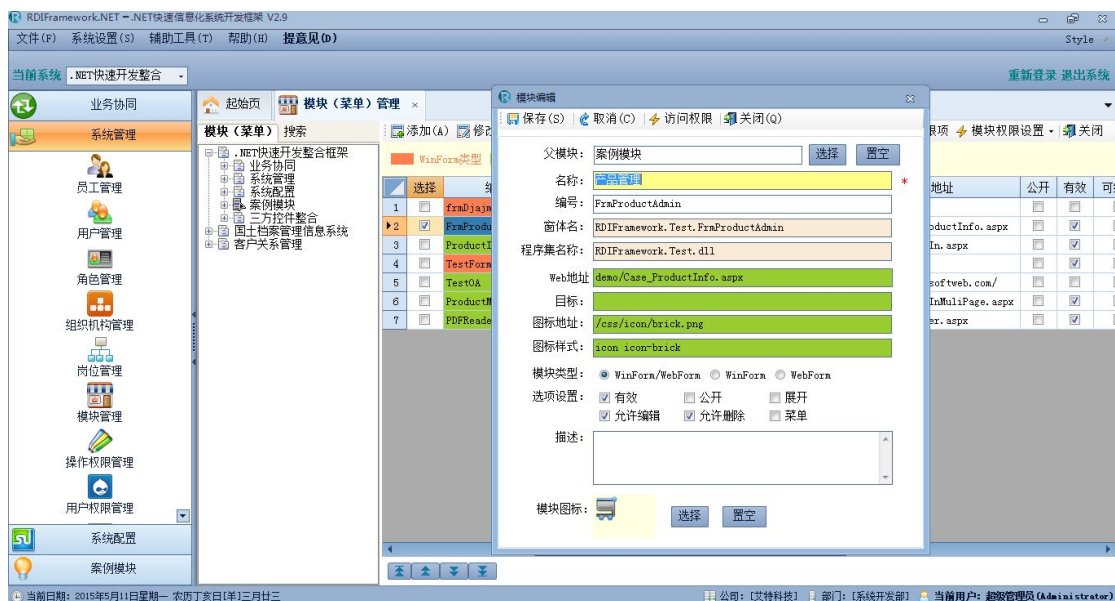 RDIFramework.NET - .NET快速信息化系统开发框架 V2.9
文件(F) 系统设置(S) 辅助工具(T) 帮助(H) 提意见(D) Style
当前系统 .NET快速开发整合 重新登录 退出系统
业务协同
系统管理
员工管理
用户管理
角色管理
组织机构管理
岗位管理
模块管理
操作权限管理
用户权限管理
系统配置
案例模块
起始页 模块（菜单）管理 ×
模块（菜单） 搜索
.NET快速开发整合框架
业务协同
系统管理
系统配置
案例模块
三方控件整合
国土档案管理信息系统
客户关系管理
添加(A) 模块权限设置 关闭
WinForm类型
选择 地址 公开 有效
1 frmDjajm
2 FrmProdu oductInfo.aspx
3 ProductI In.aspx
4 TestForm
5 TestOA softweb.com/
6 ProductM InMuliPage.aspx
7 PDFReade er.aspx
模块编辑
保存(S) 取消(C) 访问权限 关闭(Q)
父模块： 案例模块 选择 置空
名称： 产品管理 *
编号： FrmProductAdmin
窗体名： RDIFramework.Test.FrmProductAdmin
程序集名称： RDIFramework.Test.dll
Web地址 demo/Case_ProductInfo.aspx
目标：
图标地址： /css/icon/brick.png
图标样式： icon icon-brick
模块类型： WinForm/WebForm WinForm WebForm
选项设置： 有效 公开 展开
允许编辑 允许删除 菜单
描述：
模块图标： 选择 置空
当前日期：2015年5月11日星期一 农历丁亥日[羊]三月廿三 公司：[艾特科技] 部门：[系统开发部] 当前用户：超级管理员(Administrator)